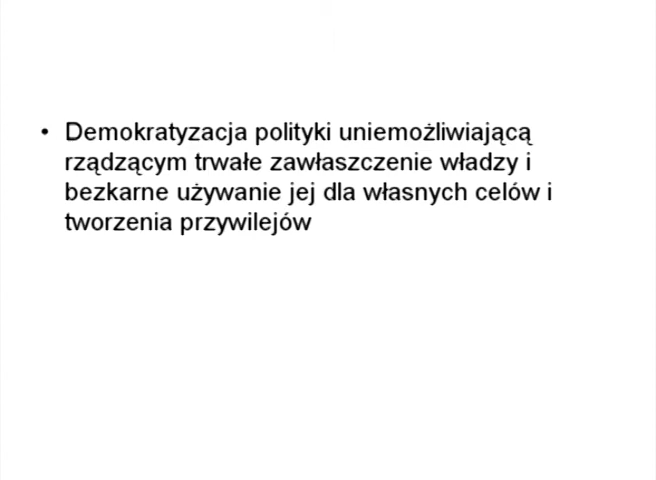 • Demokratyzacja polityki uniemożliwiającą
rządzącym trwałe zawłaszczenie władzy i
bezkarne używanie jej dla własnych celów i
tworzenia przywilejów